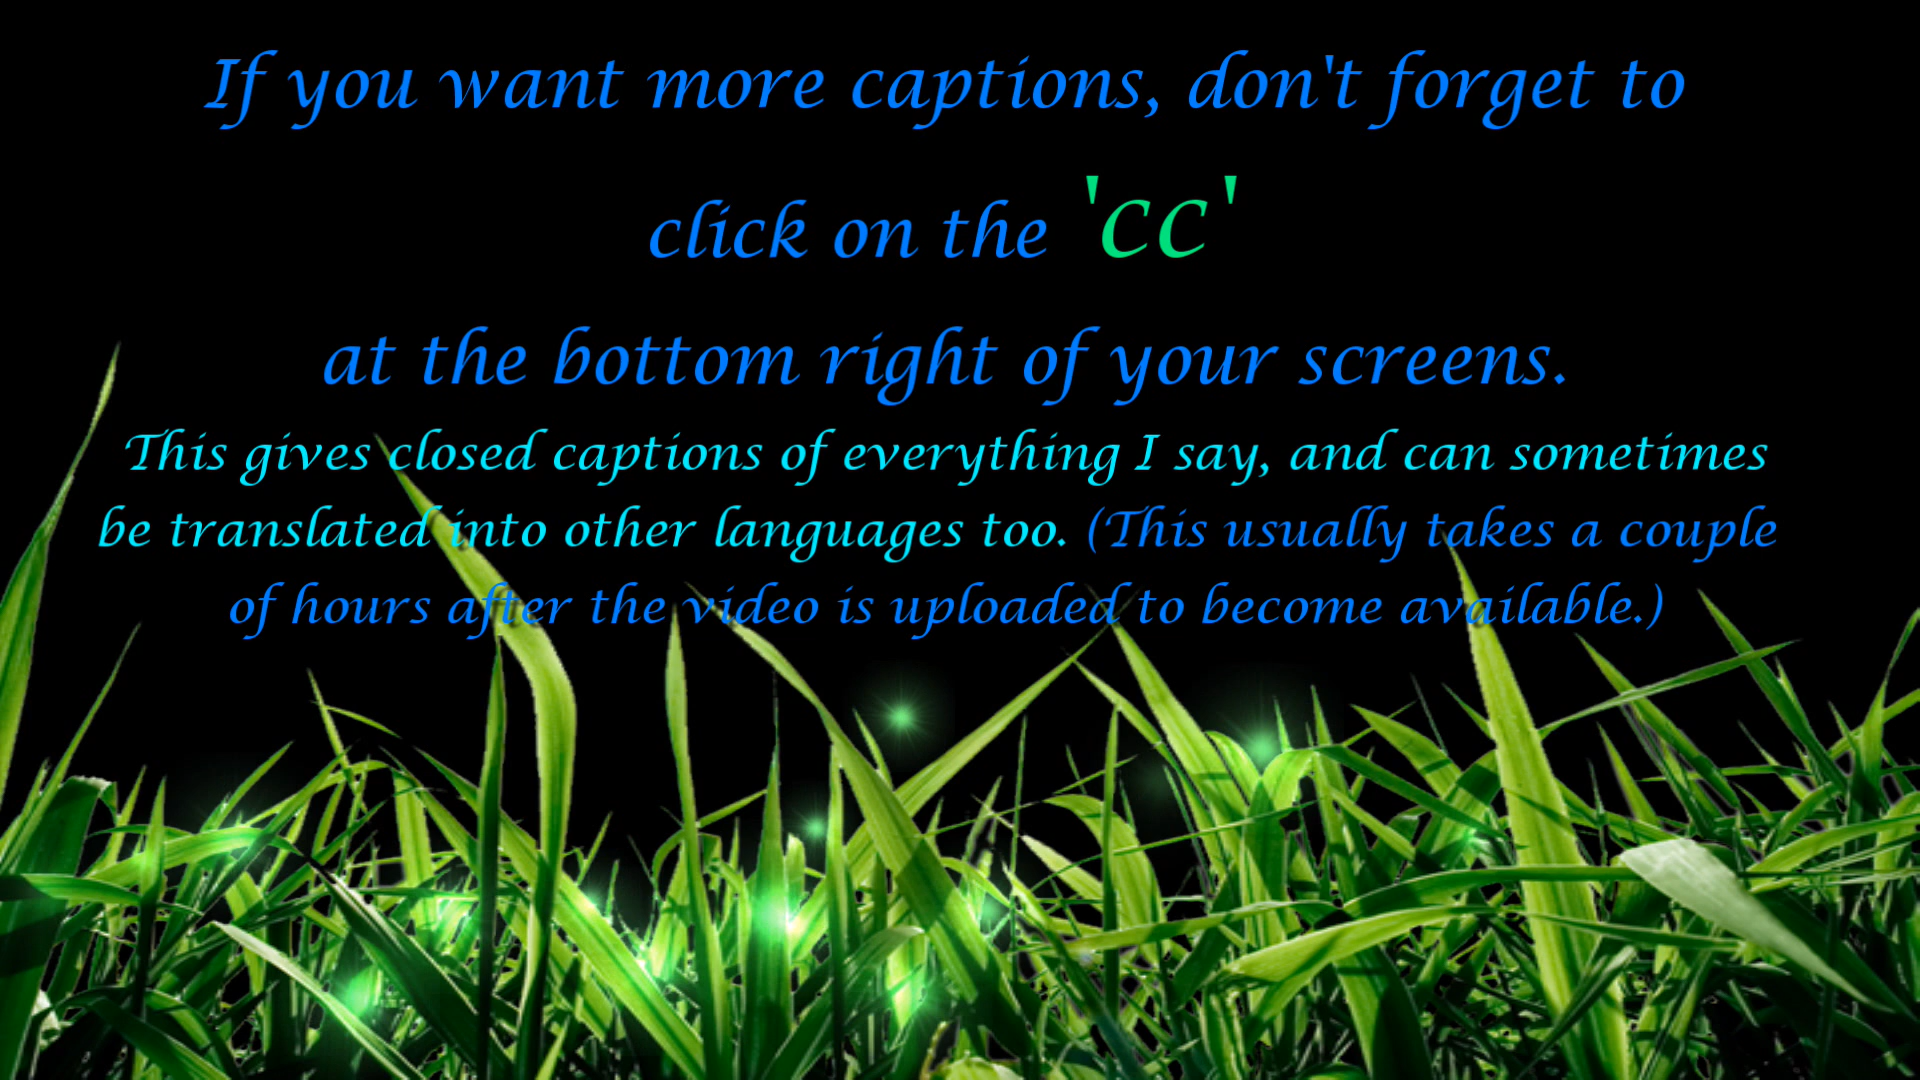 If you want more captions, don't forget to
click on the 'cc'
at the bottom right of your screens.
This gives closed captions of everything I say, and can sometimes
be translated into other languages too. (This usually takes a couple
of hours after the video is uploaded to become available.)